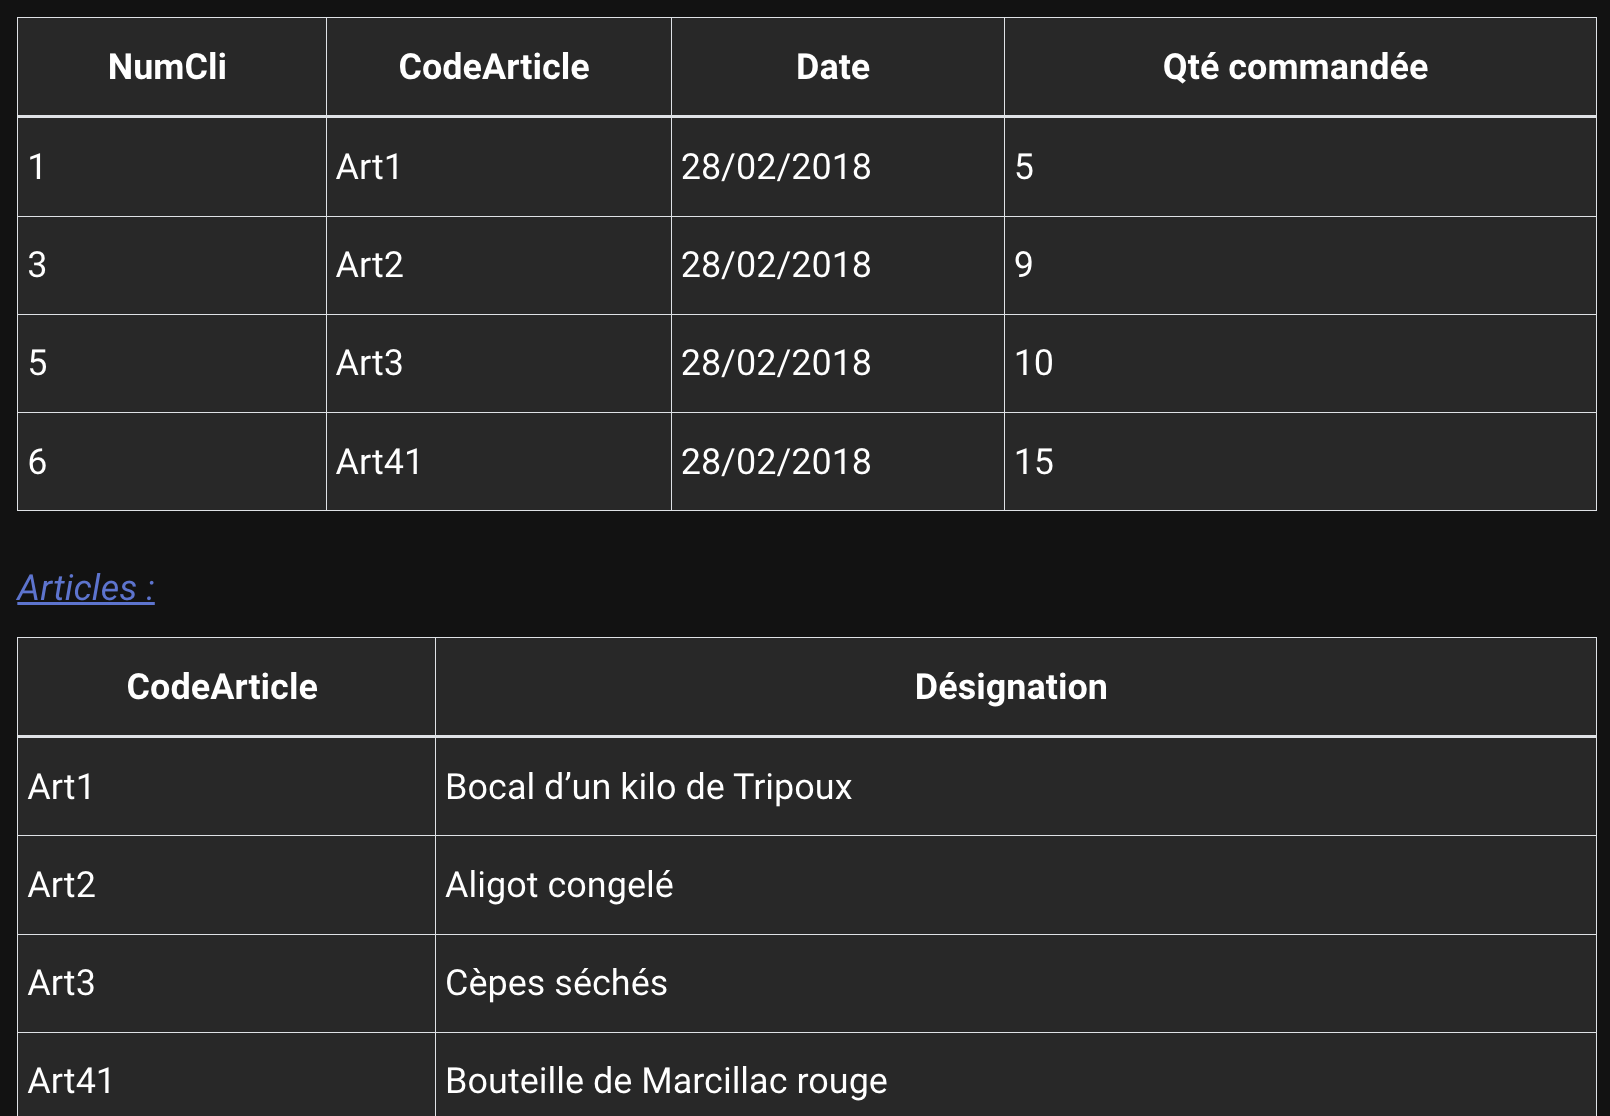 NumCli CodeArticle Date Qté commandée
1 Art1 28/02/2018 5
3 Art2 28/02/2018 9
5 Art3 28/02/2018 10
6 Art41 28/02/2018 15
Articles :
CodeArticle Désignation
Art1 Bocal d’un kilo de Tripoux
Art2 Aligot congelé
Art3 Cèpes séchés
Art41 Bouteille de Marcillac rouge